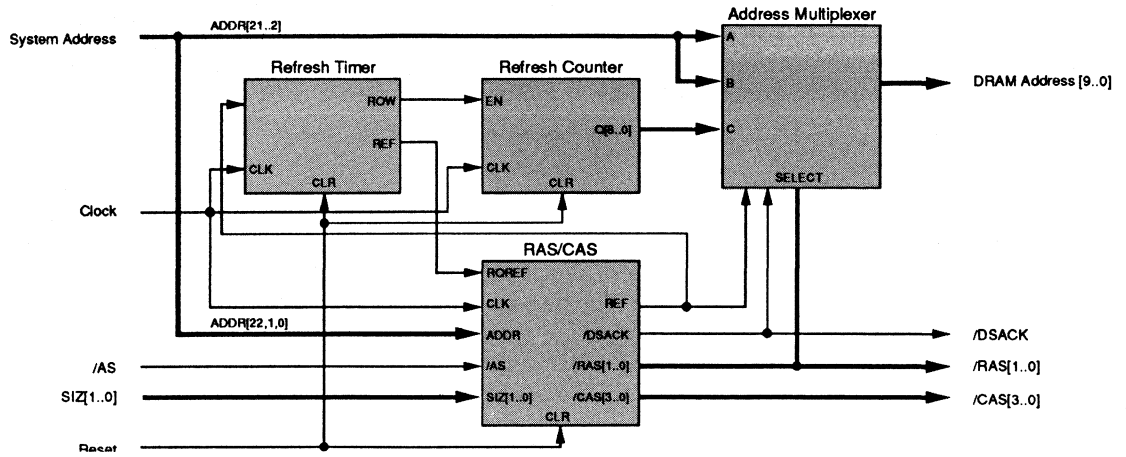 Address Multiplexer
ADDR[21..2]
System Address
A
Refresh Timer
Refresh Counter
B
DRAM Address [9..0]
ROW
EN
C
Q[8..0]
REF
CLK
CLK
CLR
CLR
SELECT
Clock
RAS/CAS
ROREF
CLK
REF
ADDR[22,1,0]
ADDR
/DSACK
/DSACK
/AS
/AS
/RAS[1..0]
/RAS[1..0]
SIZ[1..0]
SIZ[1..0]
/CAS[3..0]
/CAS[3..0]
CLR
Reset